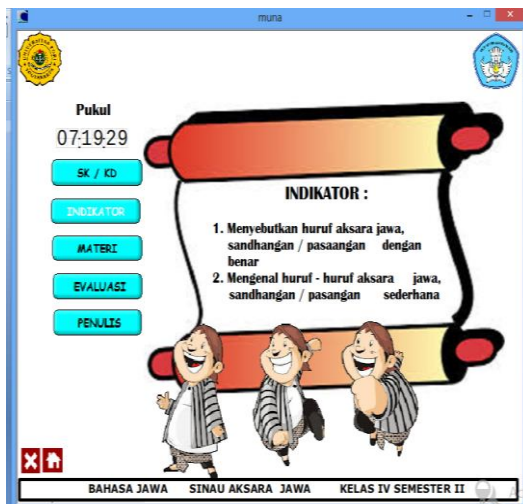 muna
Pukul
07:19:29
SK / KD
INDIKATOR
MATERI
EVALUASI
PENULIS
INDIKATOR :
1. Menyebutkan huruf aksara jawa,
sandhangan / pasaangan dengan
benar
2. Mengenal huruf - huruf aksara jawa,
sandhangan / pasangan sederhana
BAHASA JAWA SINAU AKSARA JAWA KELAS IV SEMESTER II